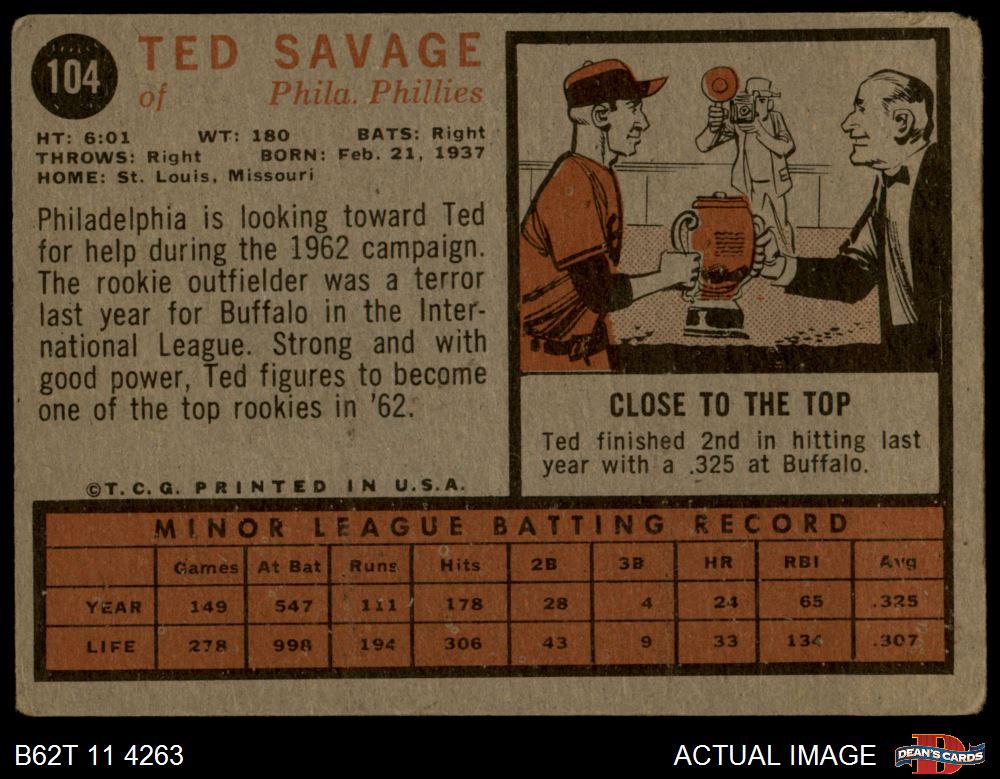 104
TED SAVAGE
of Phila. Phillies
HT: 6:01 WT: 180 BATS: Right
THROWS: Right BORN: Feb. 21, 1937
HOME: St. Louis, Missouri
Philadelphia is looking toward Ted
for help during the 1962 campaign.
The rookie outfielder was a terror
last year for Buffalo in the Inter-
national League. Strong and with
good power, Ted figures to become
one of the top rookies in '62.
©T.C.G. PRINTED IN U.S.A.
CLOSE TO THE TOP
Ted finished 2nd in hitting last
year with a .325 at Buffalo.
MINOR LEAGUE BATTING RECORD
Games At Bat Runs Hits 2B 3B HR RBI Avg
YEAR 149 547 111 178 28 4 24 65 .325
LIFE 278 998 194 306 43 9 33 134 .307
B62T 11 4263
ACTUAL IMAGE
DEAN'S CARDS